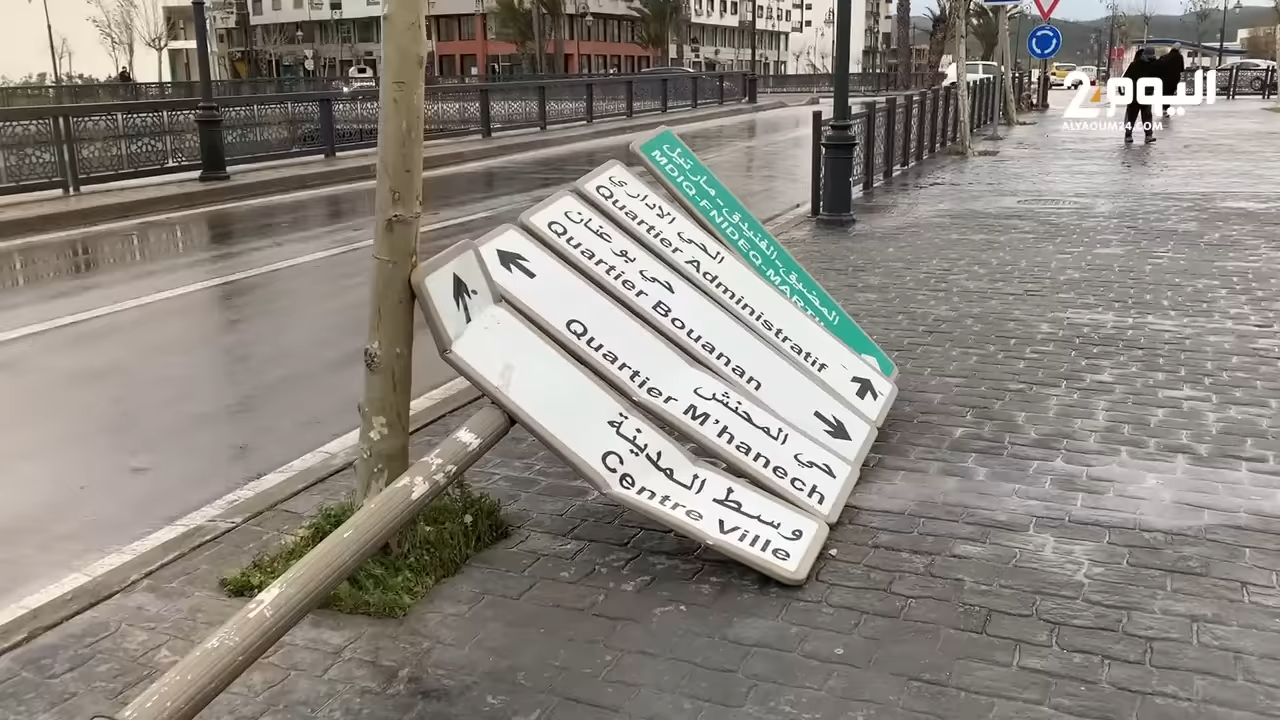 اليوم 24
ALYAOUM24.COM
المضيق-الفنيدق-مارتيل
MDIQ-FNIDEQ-MARTIL
الحي الاداري
Quartier Administratif
حي بوعنان
Quartier Bouanan
حي المحنش
Quartier M'hanech
وسط المدينة
Centre Ville